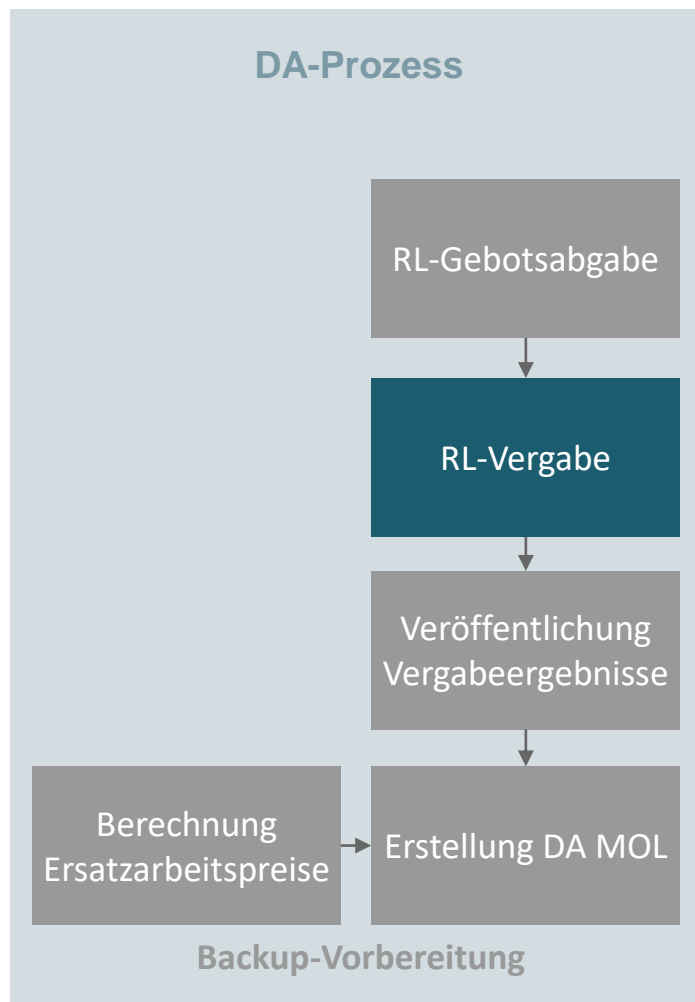 DA-Prozess
RL-Gebotsabgabe
RL-Vergabe
Veröffentlichung
Vergabeergebnisse
Berechnung
Ersatzarbeitspreise
Erstellung DA MOL
Backup-Vorbereitung